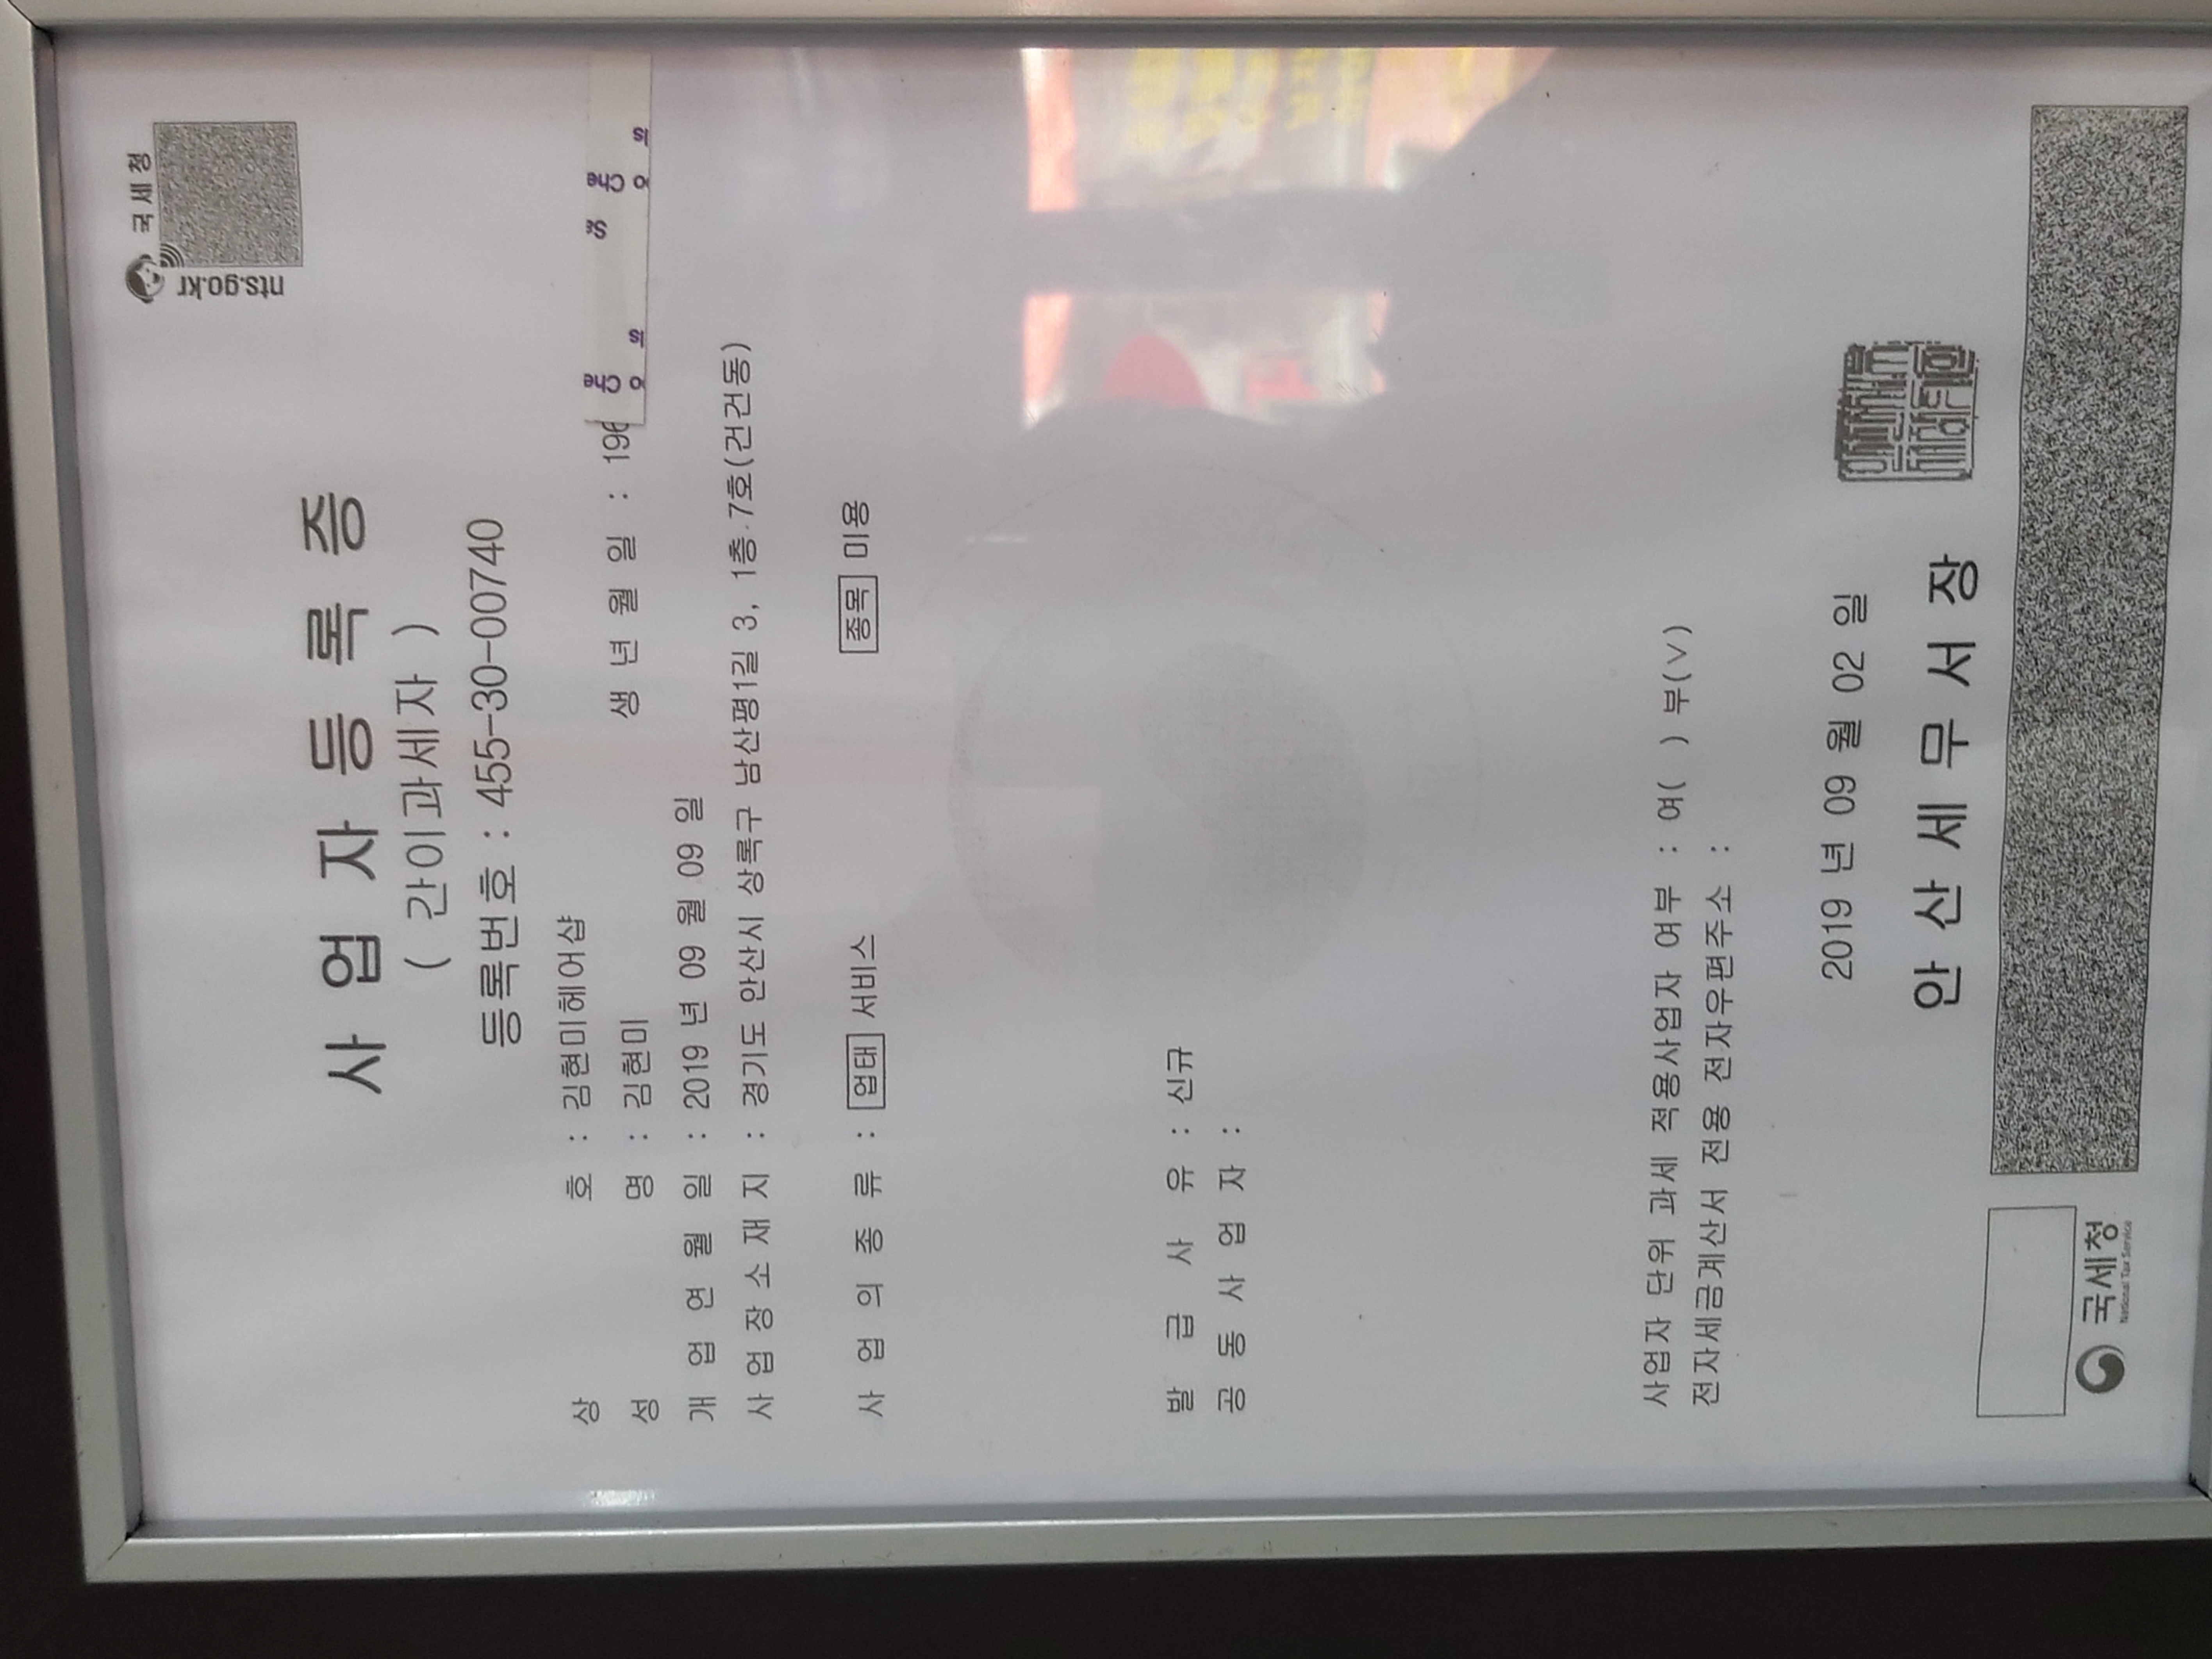 국세청
nts.go.kr
사업자등록증
( 간이과세자 )
등록번호 : 455-30-00740
상 호 : 김현미헤어샵
성 명 : 김현미 생 년 월 일 : 196
개 업 연 월 일 : 2019 년 09 월 09 일
사 업 장 소 재 지 : 경기도 안산시 상록구 남산평1길 3, 1층 7호(건건동)
사 업 의 종 류 : 업태 서비스 종목 미용
발 급 사 유 : 신규
공 동 사 업 자 :
사업자 단위 과세 적용사업자 여부 : 여( ) 부(∨)
전자세금계산서 전용 전자우편주소 :
2019 년 09 월 02 일
안 산 세 무 서 장
국세청
National Tax Service